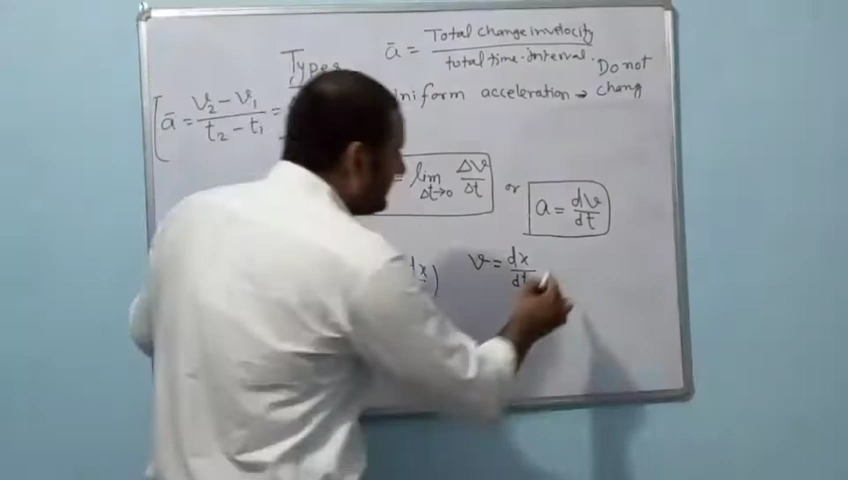 Types
ā = Total change in velocity / total time-interval.
Uniform acceleration → Do not
chang
ā = v₂ - v₁ / t₂ - t₁ =
= lim Δt→0 Δv/Δt or a = dv/dt
dx v = dx/dt